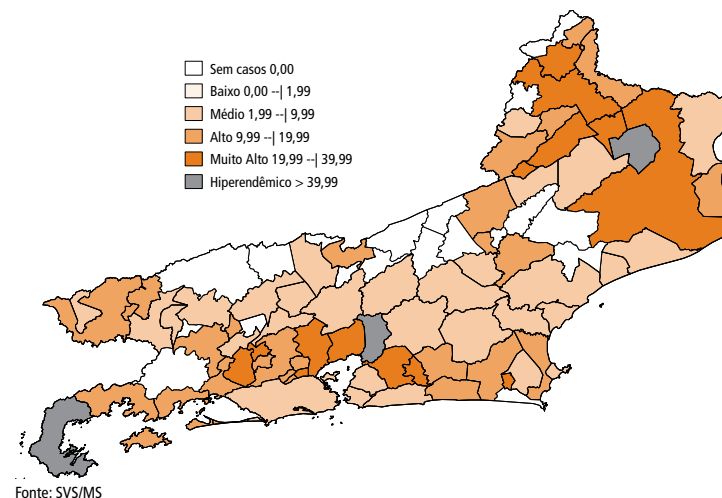 Sem casos 0,00
Baixo 0,00 --| 1,99
Médio 1,99 --| 9,99
Alto 9,99 --| 19,99
Muito Alto 19,99 --| 39,99
Hiperendêmico > 39,99
Fonte: SVS/MS